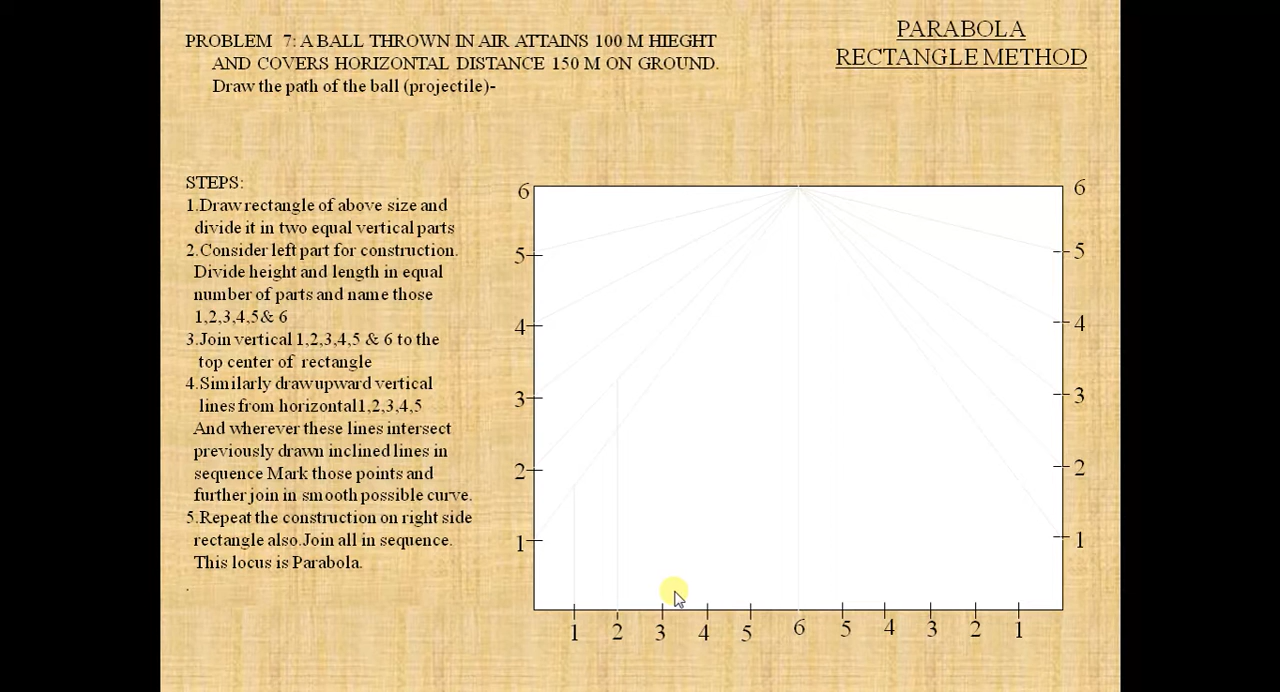 PARABOLA
RECTANGLE METHOD
PROBLEM 7: A BALL THROWN IN AIR ATTAINS 100 M HIEGHT
AND COVERS HORIZONTAL DISTANCE 150 M ON GROUND.
Draw the path of the ball (projectile)-
STEPS:
1.Draw rectangle of above size and
divide it in two equal vertical parts
2.Consider left part for construction.
Divide height and length in equal
number of parts and name those
1,2,3,4,5& 6
3.Join vertical 1,2,3,4,5 & 6 to the
top center of rectangle
4.Similarly draw upward vertical
lines from horizontal1,2,3,4,5
And wherever these lines intersect
previously drawn inclined lines in
sequence Mark those points and
further join in smooth possible curve.
5.Repeat the construction on right side
rectangle also.Join all in sequence.
This locus is Parabola.
.
6
5
4
3
2
1
6
5
4
3
2
1
1 2 3 4 5 6 5 4 3 2 1